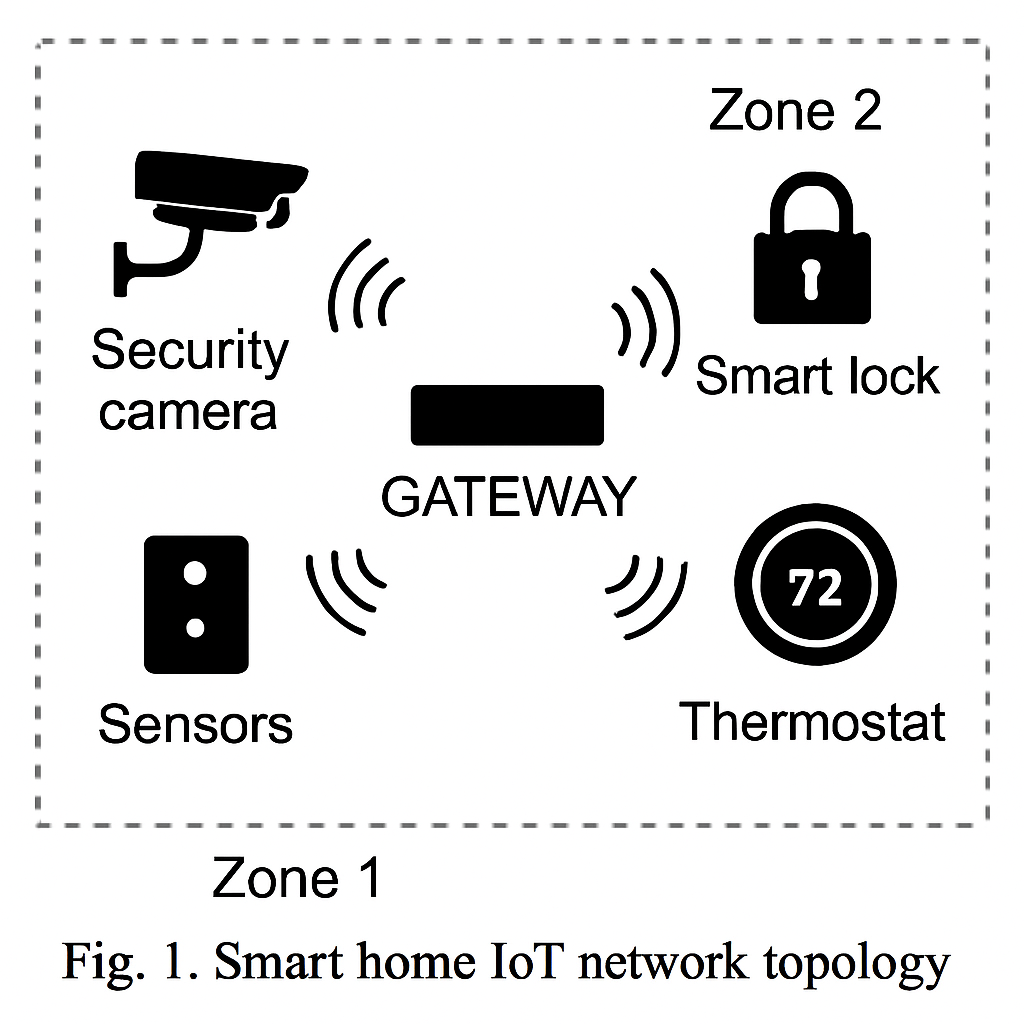 Zone 2
Security
camera
Smart lock
GATEWAY
72
Sensors
Thermostat
Zone 1
Fig. 1. Smart home IoT network topology